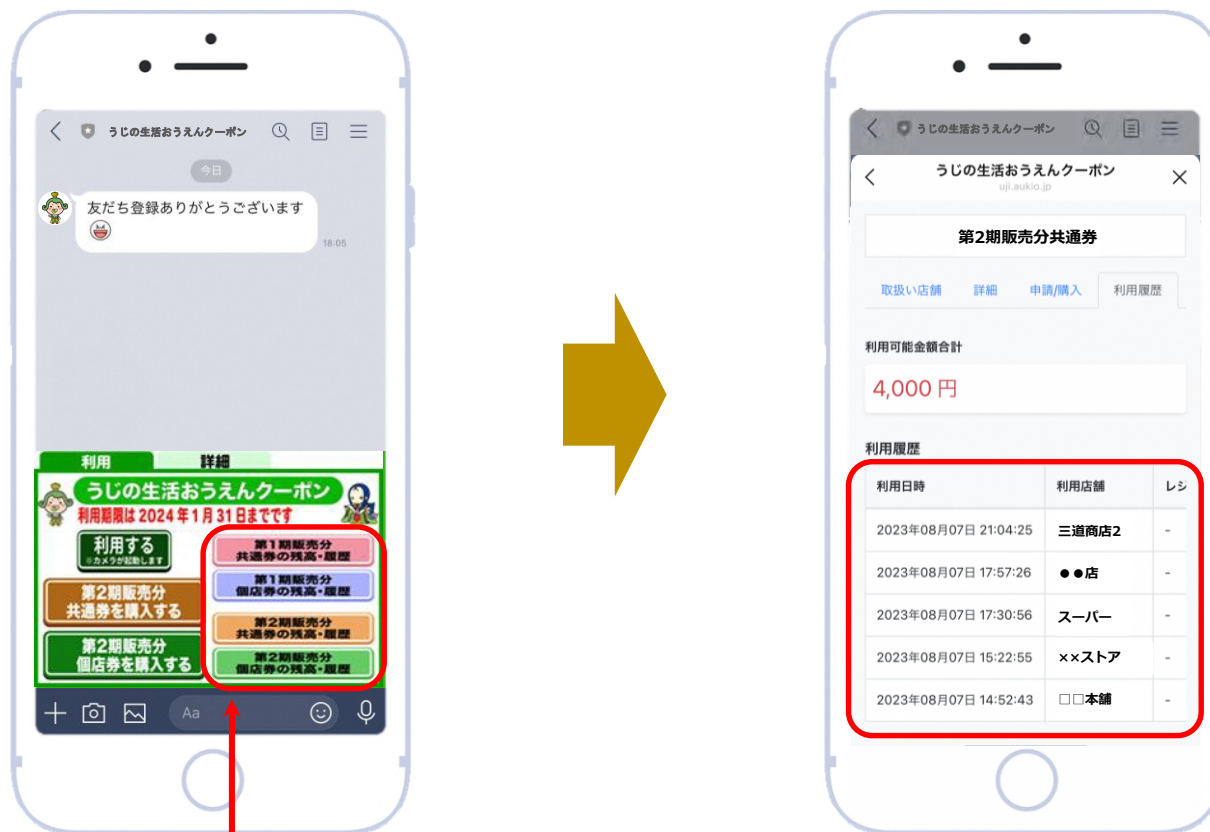 うじの生活おうえんクーポン
今日
友だち登録ありがとうございます
18:05
利用
詳細
うじの生活おうえんクーポン
利用期限は2024年1月31日までです
利用する
※カメラが起動します
第2期販売分
共通券を購入する
第2期販売分
個店券を購入する
第1期販売分
共通券の残高・履歴
第1期販売分
個店券の残高・履歴
第2期販売分
共通券の残高・履歴
第2期販売分
個店券の残高・履歴
Aa
うじの生活おうえんクーポン
うじの生活おうえんクーポン
uji.aukio.jp
第2期販売分共通券
取扱い店舗 詳細 申請/購入 利用履歴
利用可能金額合計
4,000 円
利用履歴
利用日時 利用店舗 レジ
2023年08月07日 21:04:25 三道商店2 -
2023年08月07日 17:57:26 ●●店 -
2023年08月07日 17:30:56 スーパー -
2023年08月07日 15:22:55 ××ストア -
2023年08月07日 14:52:43 □□本舗 -